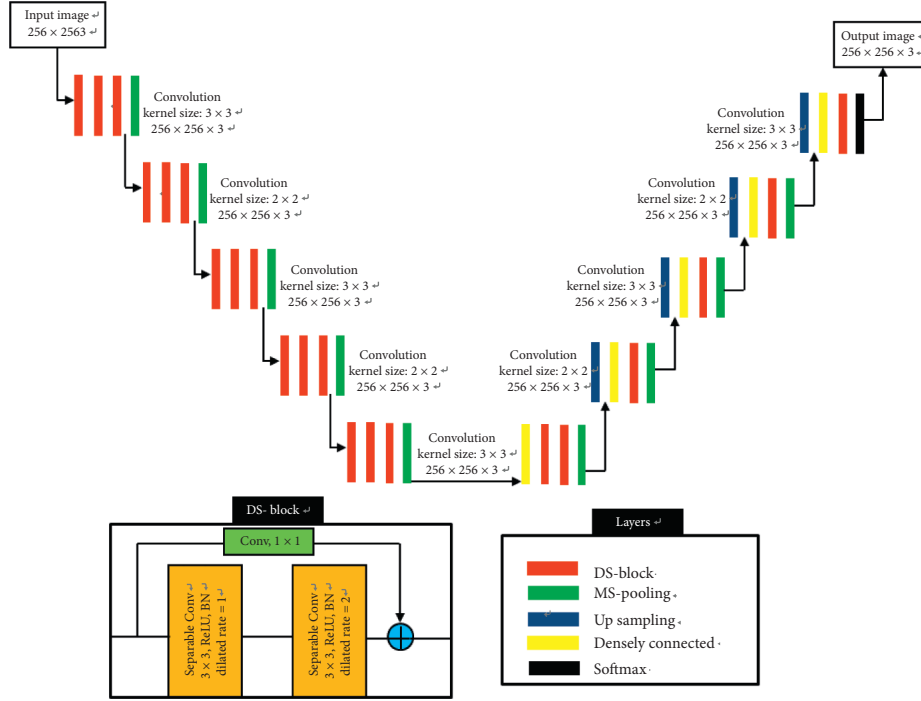 Input image
256 × 2563
Convolution
kernel size: 3 × 3
256 × 256 × 3
Convolution
kernel size: 2 × 2
256 × 256 × 3
Convolution
kernel size: 3 × 3
256 × 256 × 3
Convolution
kernel size: 2 × 2
256 × 256 × 3
Convolution
kernel size: 3 × 3
256 × 256 × 3
Convolution
kernel size: 2 × 2
256 × 256 × 3
Convolution
kernel size: 3 × 3
256 × 256 × 3
Convolution
kernel size: 2 × 2
256 × 256 × 3
Convolution
kernel size: 3 × 3
256 × 256 × 3
Output image
256 × 256 × 3
DS- block
Conv, 1 × 1
Separable Conv
3 × 3, ReLU, BN
dilated rate = 1
Separable Conv
3 × 3, ReLU, BN
dilated rate = 2
Layers
DS-block
MS-pooling
Up sampling
Densely connected
Softmax